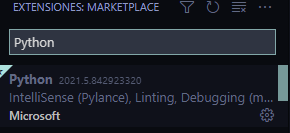 EXTENSIONES: MARKETPLACE
Python
Python 2021.5.842923320
IntelliSense (Pylance), Linting, Debugging (m...
Microsoft